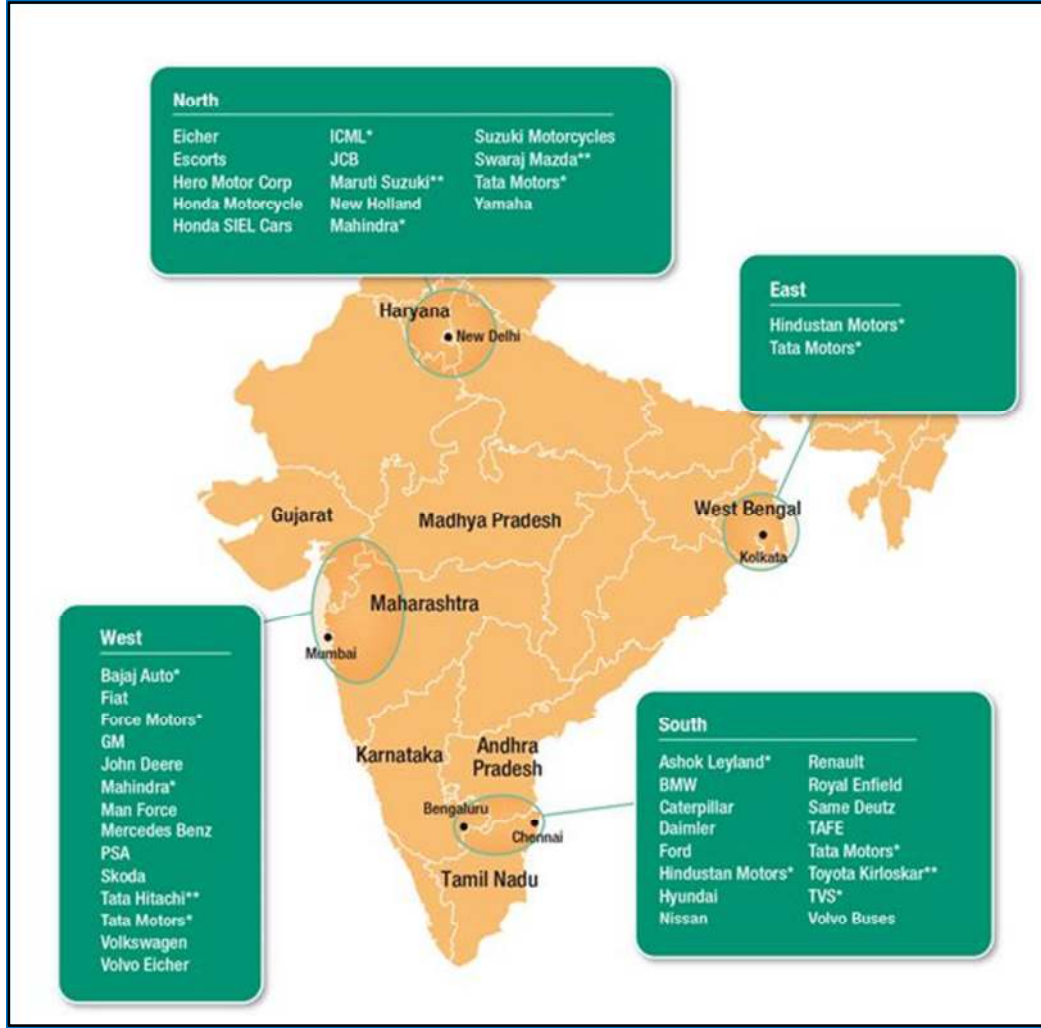 North
Eicher
Escorts
Hero Motor Corp
Honda Motorcycle
Honda SIEL Cars
ICML*
JCB
Maruti Suzuki**
New Holland
Mahindra*
Suzuki Motorcycles
Swaraj Mazda**
Tata Motors*
Yamaha
East
Hindustan Motors*
Tata Motors*
Haryana
New Delhi
Gujarat
Madhya Pradesh
West Bengal
Kolkata
Maharashtra
Mumbai
Karnataka
Andhra
Pradesh
Bengaluru
Chennai
Tamil Nadu
West
Bajaj Auto*
Fiat
Force Motors*
GM
John Deere
Mahindra*
Man Force
Mercedes Benz
PSA
Skoda
Tata Hitachi**
Tata Motors*
Volkswagen
Volvo Eicher
South
Ashok Leyland*
BMW
Caterpillar
Daimler
Ford
Hindustan Motors*
Hyundai
Nissan
Renault
Royal Enfield
Same Deutz
TAFE
Tata Motors*
Toyota Kirloskar**
TVS*
Volvo Buses